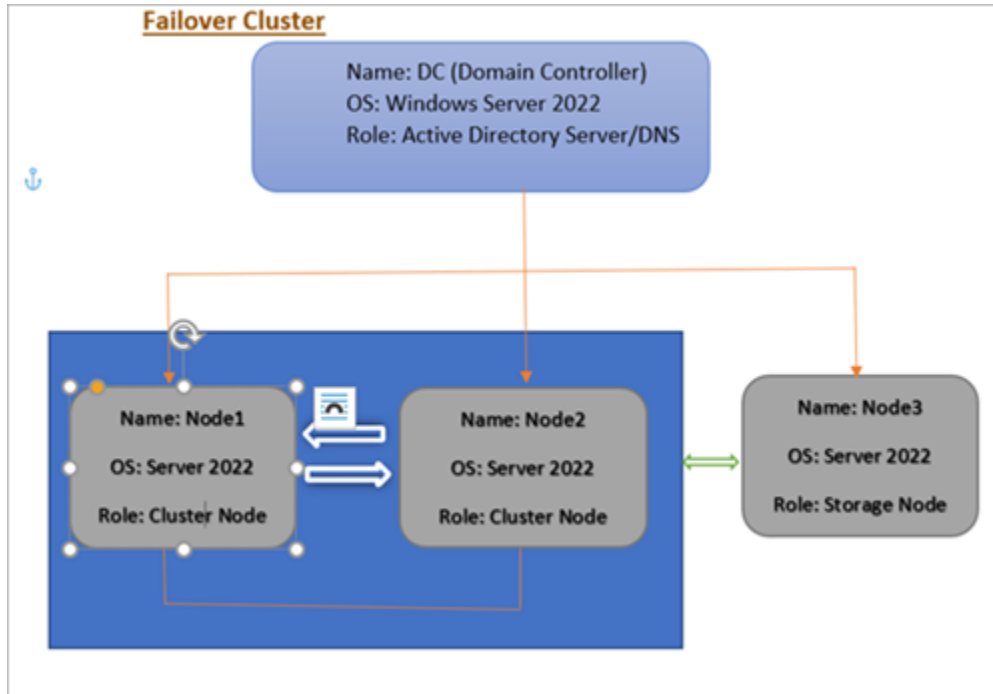 Failover Cluster
Name: DC (Domain Controller)
OS: Windows Server 2022
Role: Active Directory Server/DNS
Name: Node1
OS: Server 2022
Role: Cluster Node
Name: Node2
OS: Server 2022
Role: Cluster Node
Name: Node3
OS: Server 2022
Role: Storage Node